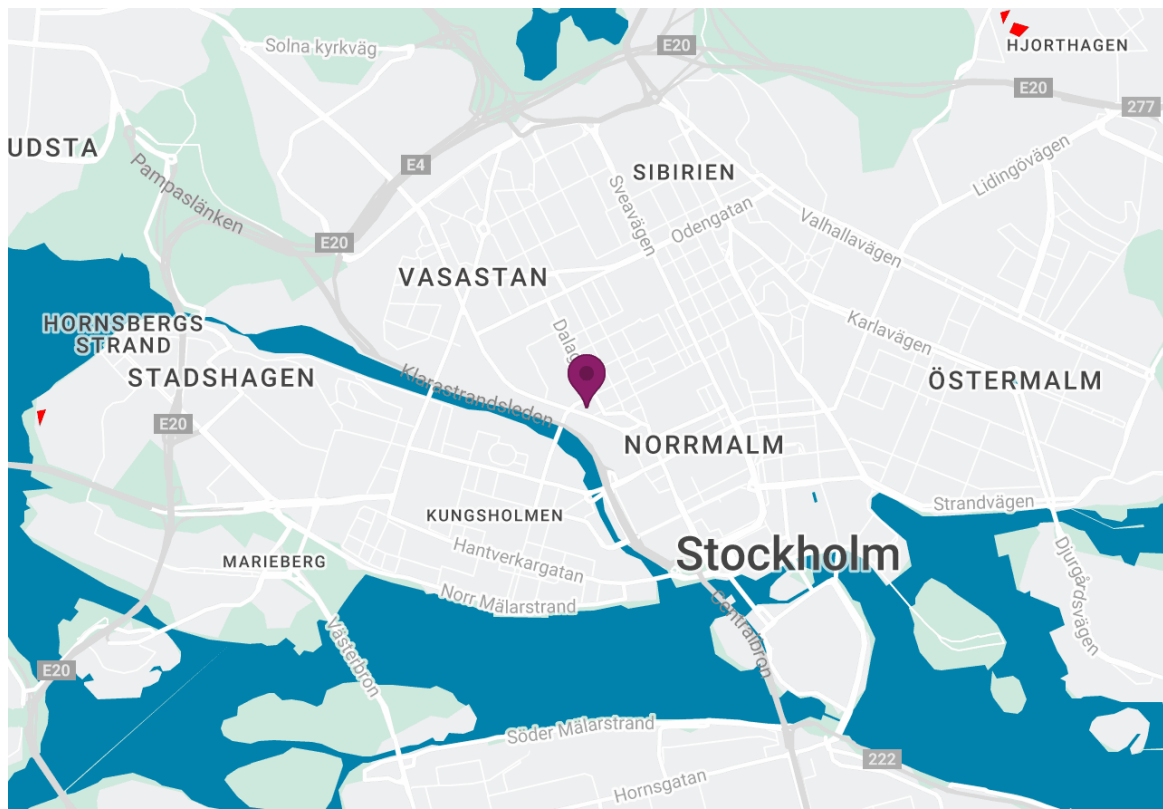 Solna kyrkväg
E20
HJORTHAGEN
E20
277
UDSTA
E4
Pampaslänken
SIBIRIEN
Lidingövägen
Sveavägen
Odengatan
Valhallavägen
E20
VASASTAN
HORNSBERGS
STRAND
Dalag
Karlavägen
STADSHAGEN
Klarastrandsleden
ÖSTERMALM
E20
NORRMALM
Strandvägen
KUNGSHOLMEN
Hantverkargatan
Stockholm
MARIEBERG
Djurgårdsvägen
Norr Mälarstrand
Centralbron
Västerbron
E20
Söder Mälarstrand
222
Hornsgatan